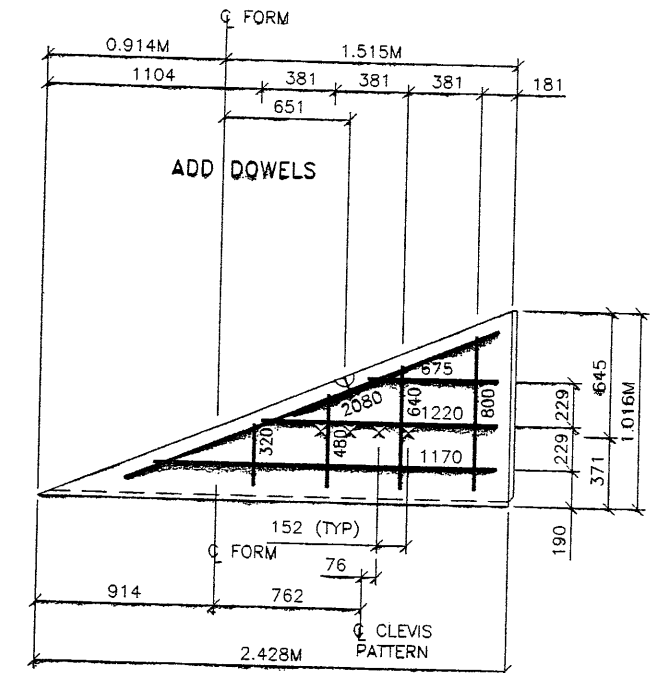 ℄ FORM
0.914M 1.515M
1104 381 381 381 181
651
ADD DOWELS
675
2080 640 800
1220
320 480
1170
229 645
229 371 1.016M
190
152 (TYP)
℄ FORM
76
914 762
℄ CLEVIS
PATTERN
2.428M